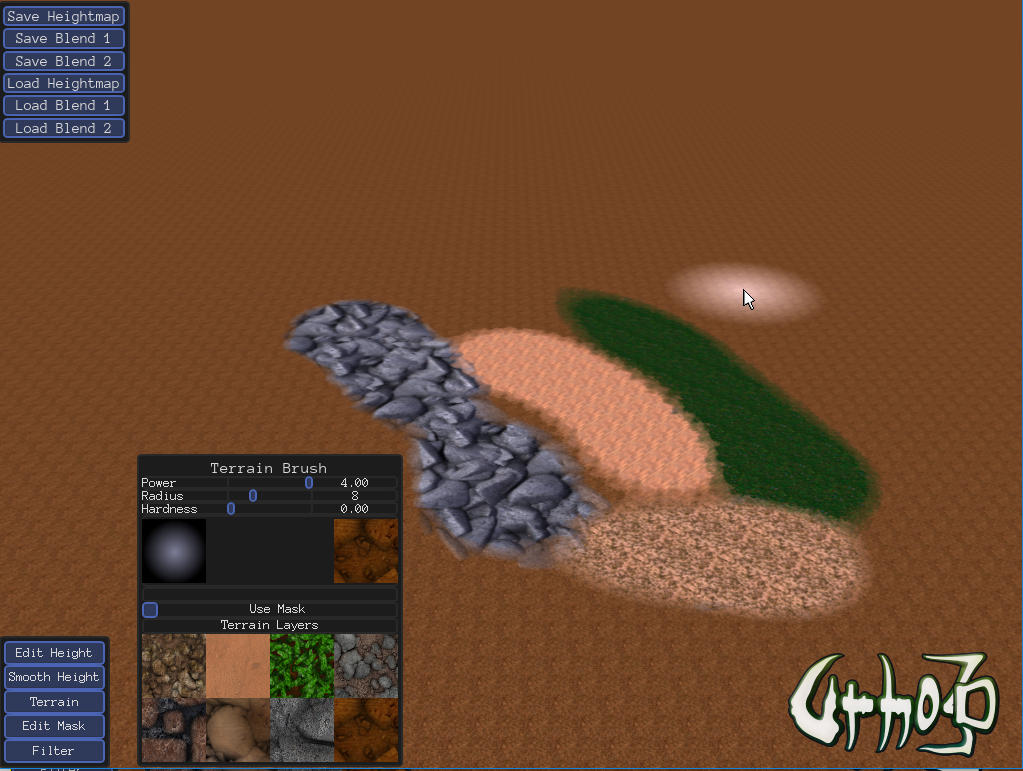 Save Heightmap
Save Blend 1
Save Blend 2
Load Heightmap
Load Blend 1
Load Blend 2
Terrain Brush
Power 4.00
Radius 8
Hardness 0.00
Use Mask
Terrain Layers
Edit Height
Smooth Height
Terrain
Edit Mask
Filter
Filter